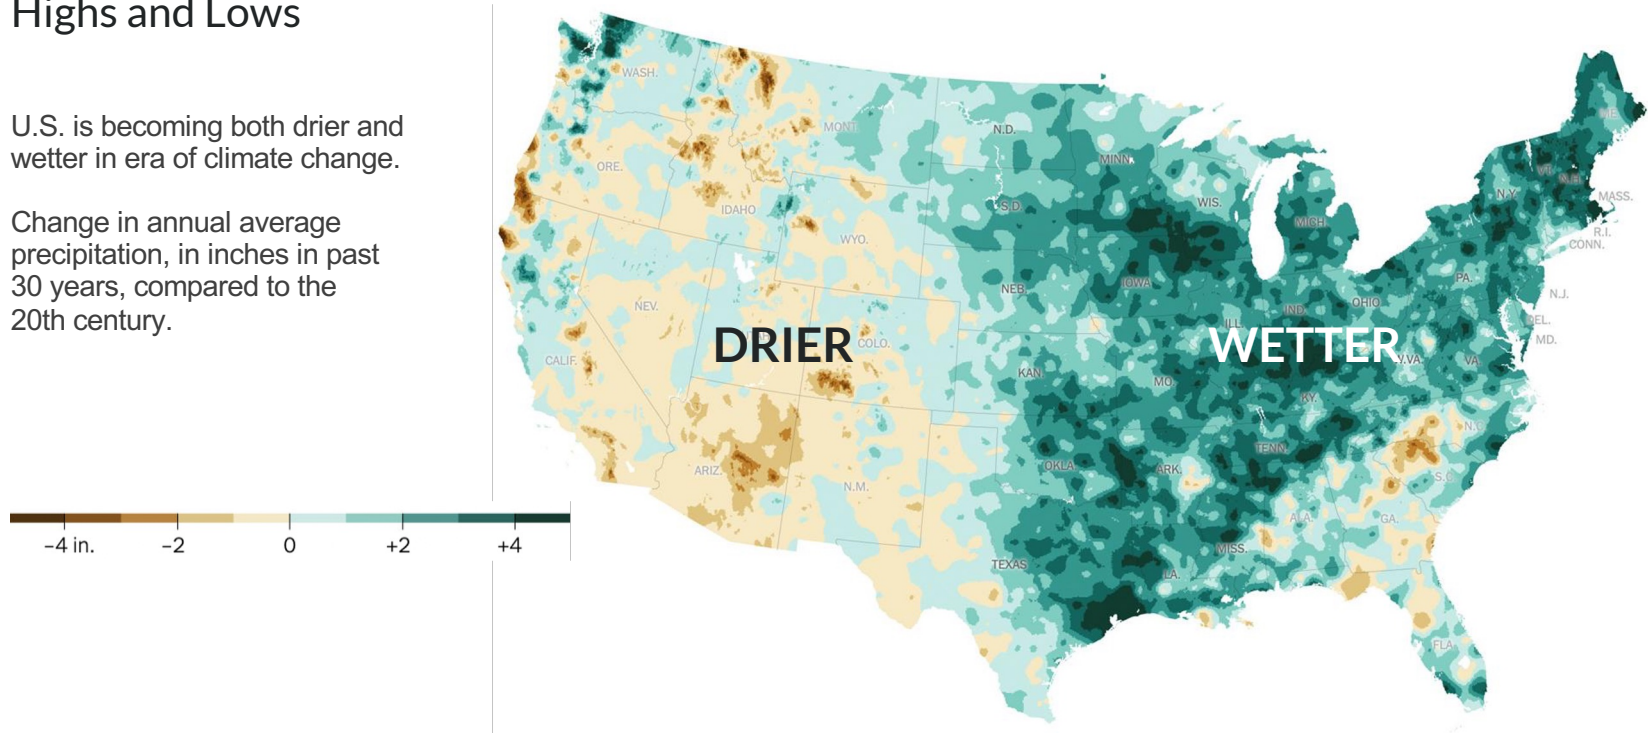 Highs and Lows
U.S. is becoming both drier and
wetter in era of climate change.
Change in annual average
precipitation, in inches in past
30 years, compared to the
20th century.
−4 in.
−2
0
+2
+4
WASH.
MONT.
N.D.
MINN.
ME.
ORE.
IDAHO
S.D.
WIS.
MICH.
N.Y.
VT.
N.H.
MASS.
R.I.
CONN.
WYO.
NEB.
IOWA
PA.
N.J.
NEV.
ILL.
IND.
OHIO
DEL.
MD.
DRIER
WETTER
CALIF.
COLO.
KAN.
MO.
KY.
W.VA.
VA.
ARIZ.
N.M.
OKLA.
ARK.
TENN.
N.C.
S.C.
TEXAS
LA.
MISS.
ALA.
GA.
FLA.